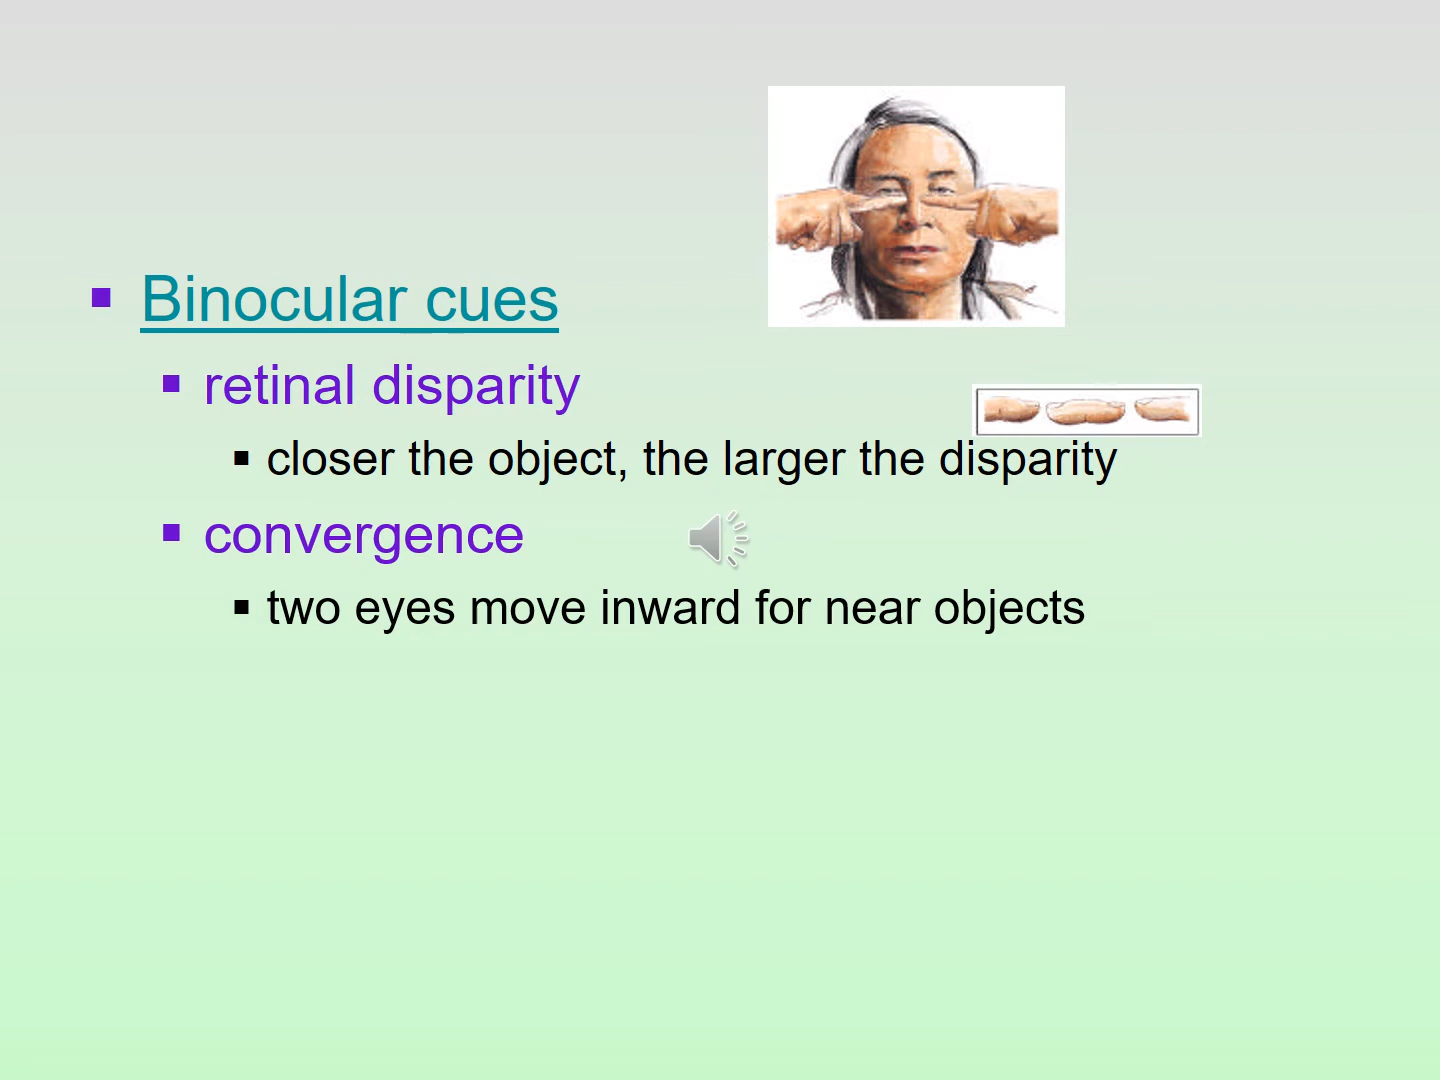 Binocular cues
retinal disparity
closer the object, the larger the disparity
convergence
two eyes move inward for near objects